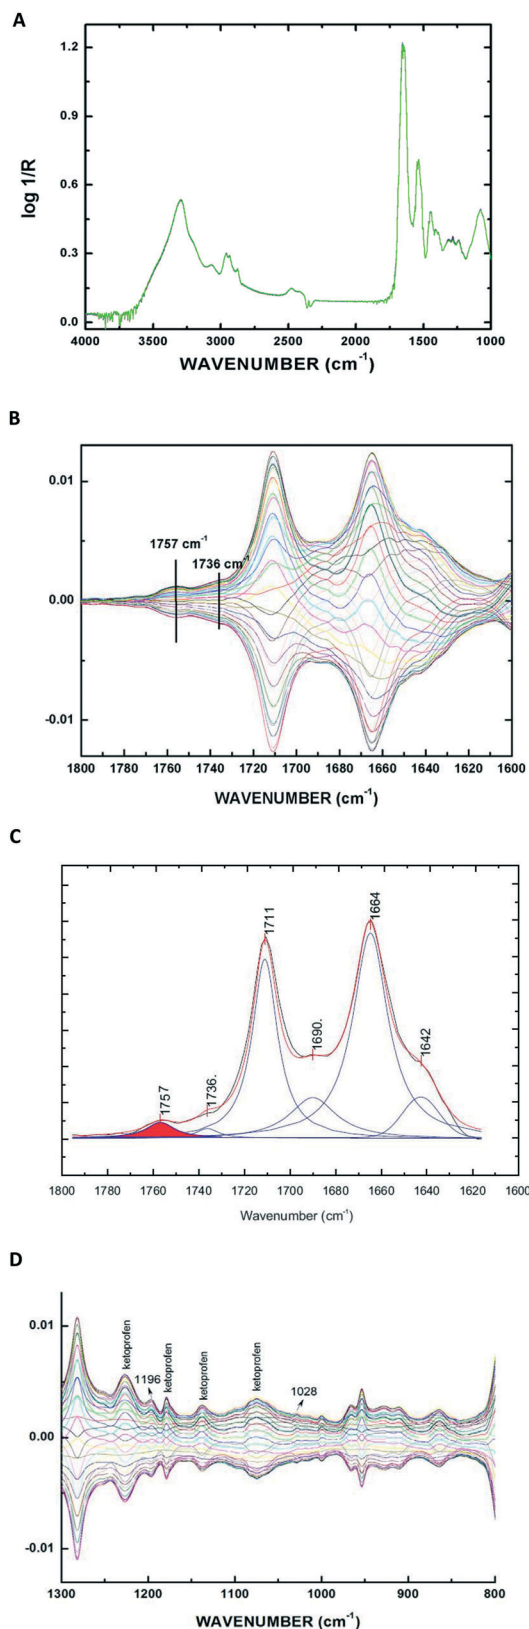 A
1.2
0.9
0.6
0.3
0.0
log 1/R
4000 3500 3000 2500 2000 1500 1000
WAVENUMBER (cm-1)
B
0.01
1757 cm-1
1736 cm-1
0.00
-0.01
1800 1780 1760 1740 1720 1700 1680 1660 1640 1620 1600
WAVENUMBER (cm-1)
C
1711
1664
1690.
1642
1736.
1757
1800 1780 1760 1740 1720 1700 1680 1660 1640 1620 1600
Wavenumber (cm-1)
D
0.01
ketoprofen
1196
ketoprofen
ketoprofen
ketoprofen
1028
0.00
-0.01
1300 1200 1100 1000 900 800
WAVENUMBER (cm-1)